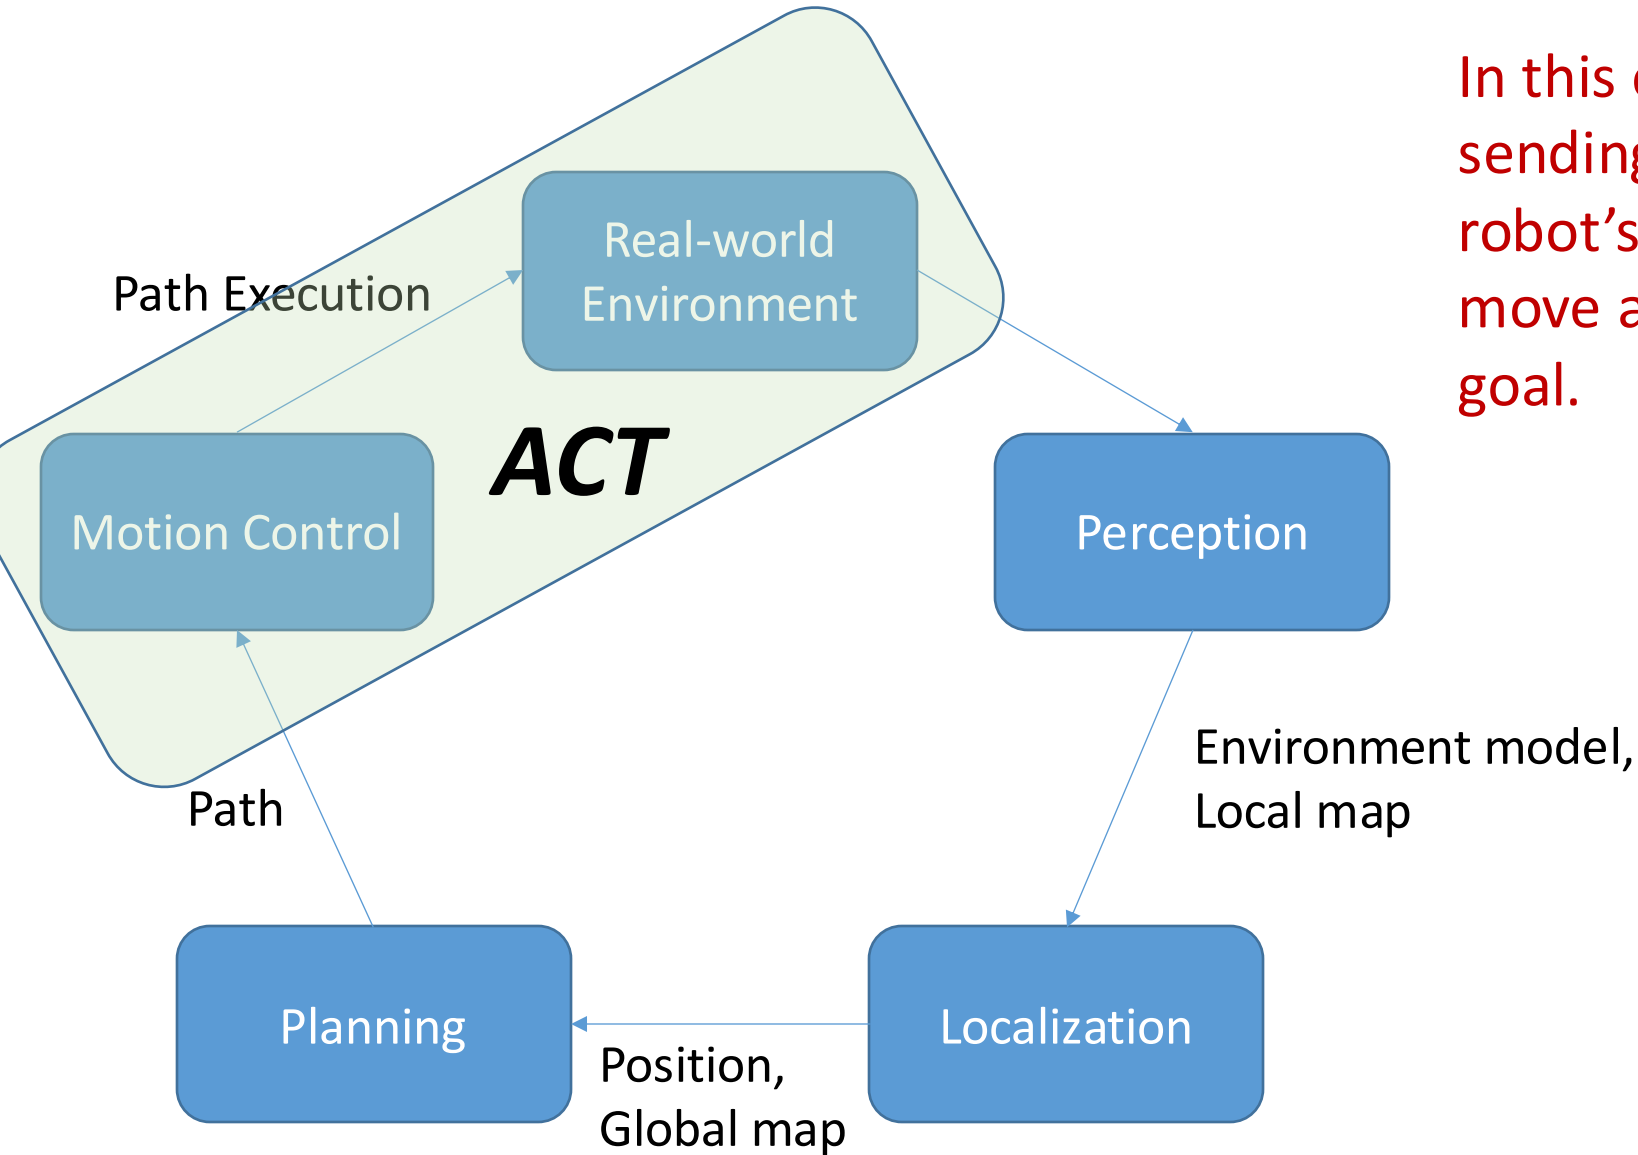 In this
sending
robot's
move a
goal.
Real-world
Environment
Path Execution
ACT
Motion Control
Perception
Environment model,
Local map
Path
Planning
Localization
Position,
Global map